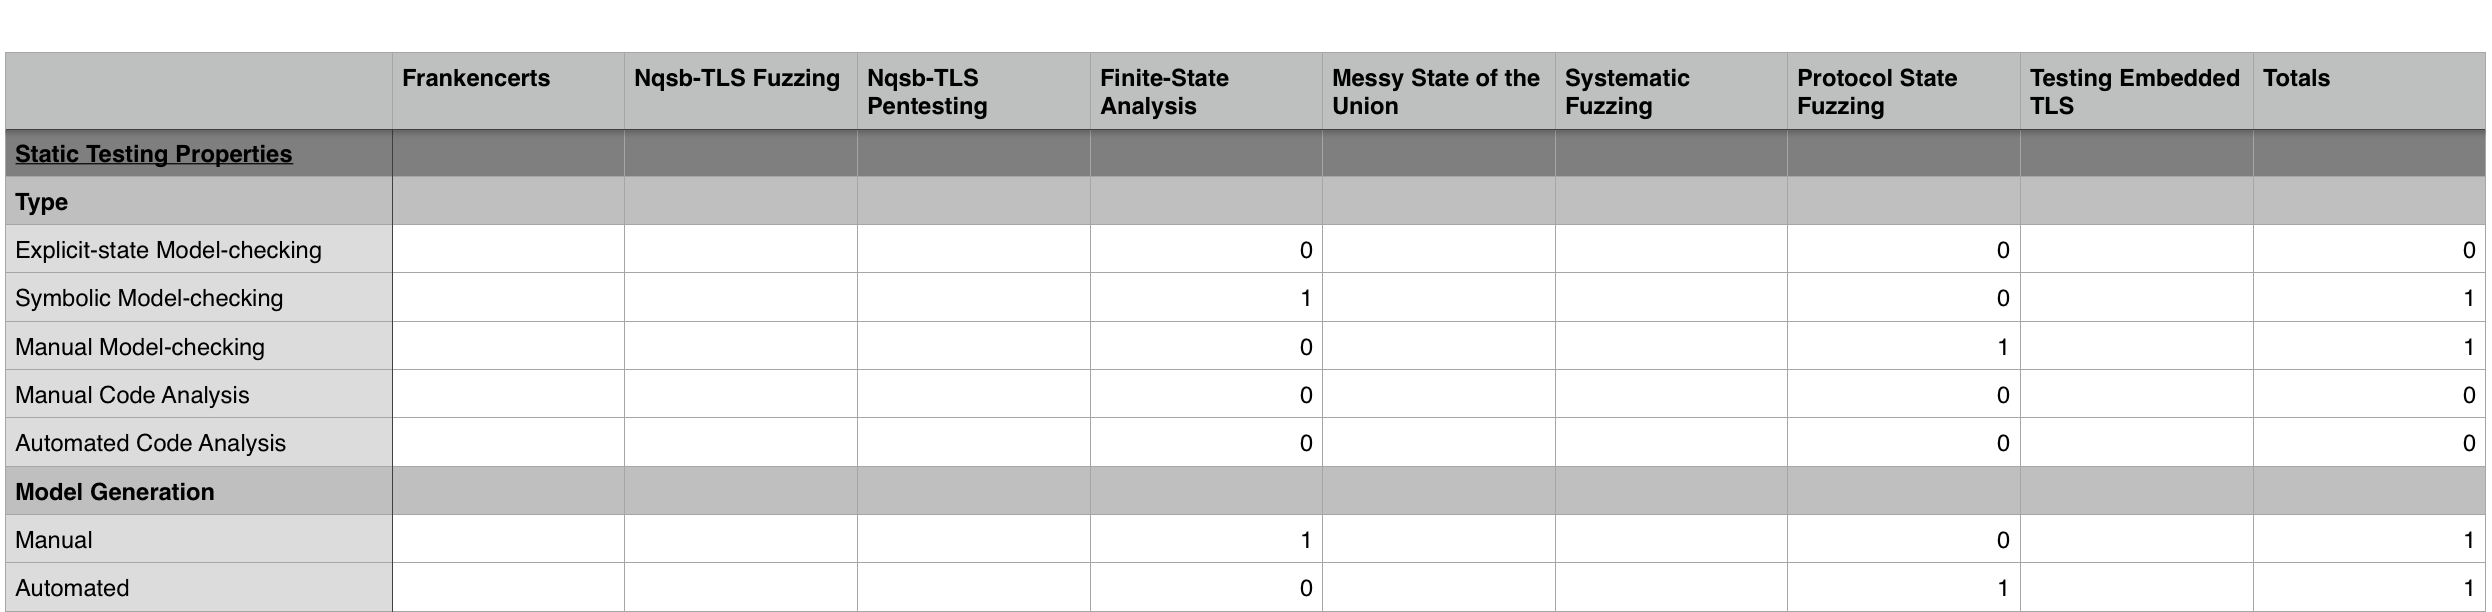 Frankencerts Nqsb-TLS Fuzzing Nqsb-TLS Pentesting Finite-State Analysis Messy State of the Union Systematic Fuzzing Protocol State Fuzzing Testing Embedded TLS Totals
Static Testing Properties
Type
Explicit-state Model-checking 0 0 0
Symbolic Model-checking 1 0 1
Manual Model-checking 0 1 1
Manual Code Analysis 0 0 0
Automated Code Analysis 0 0 0
Model Generation
Manual 1 0 1
Automated 0 1 1